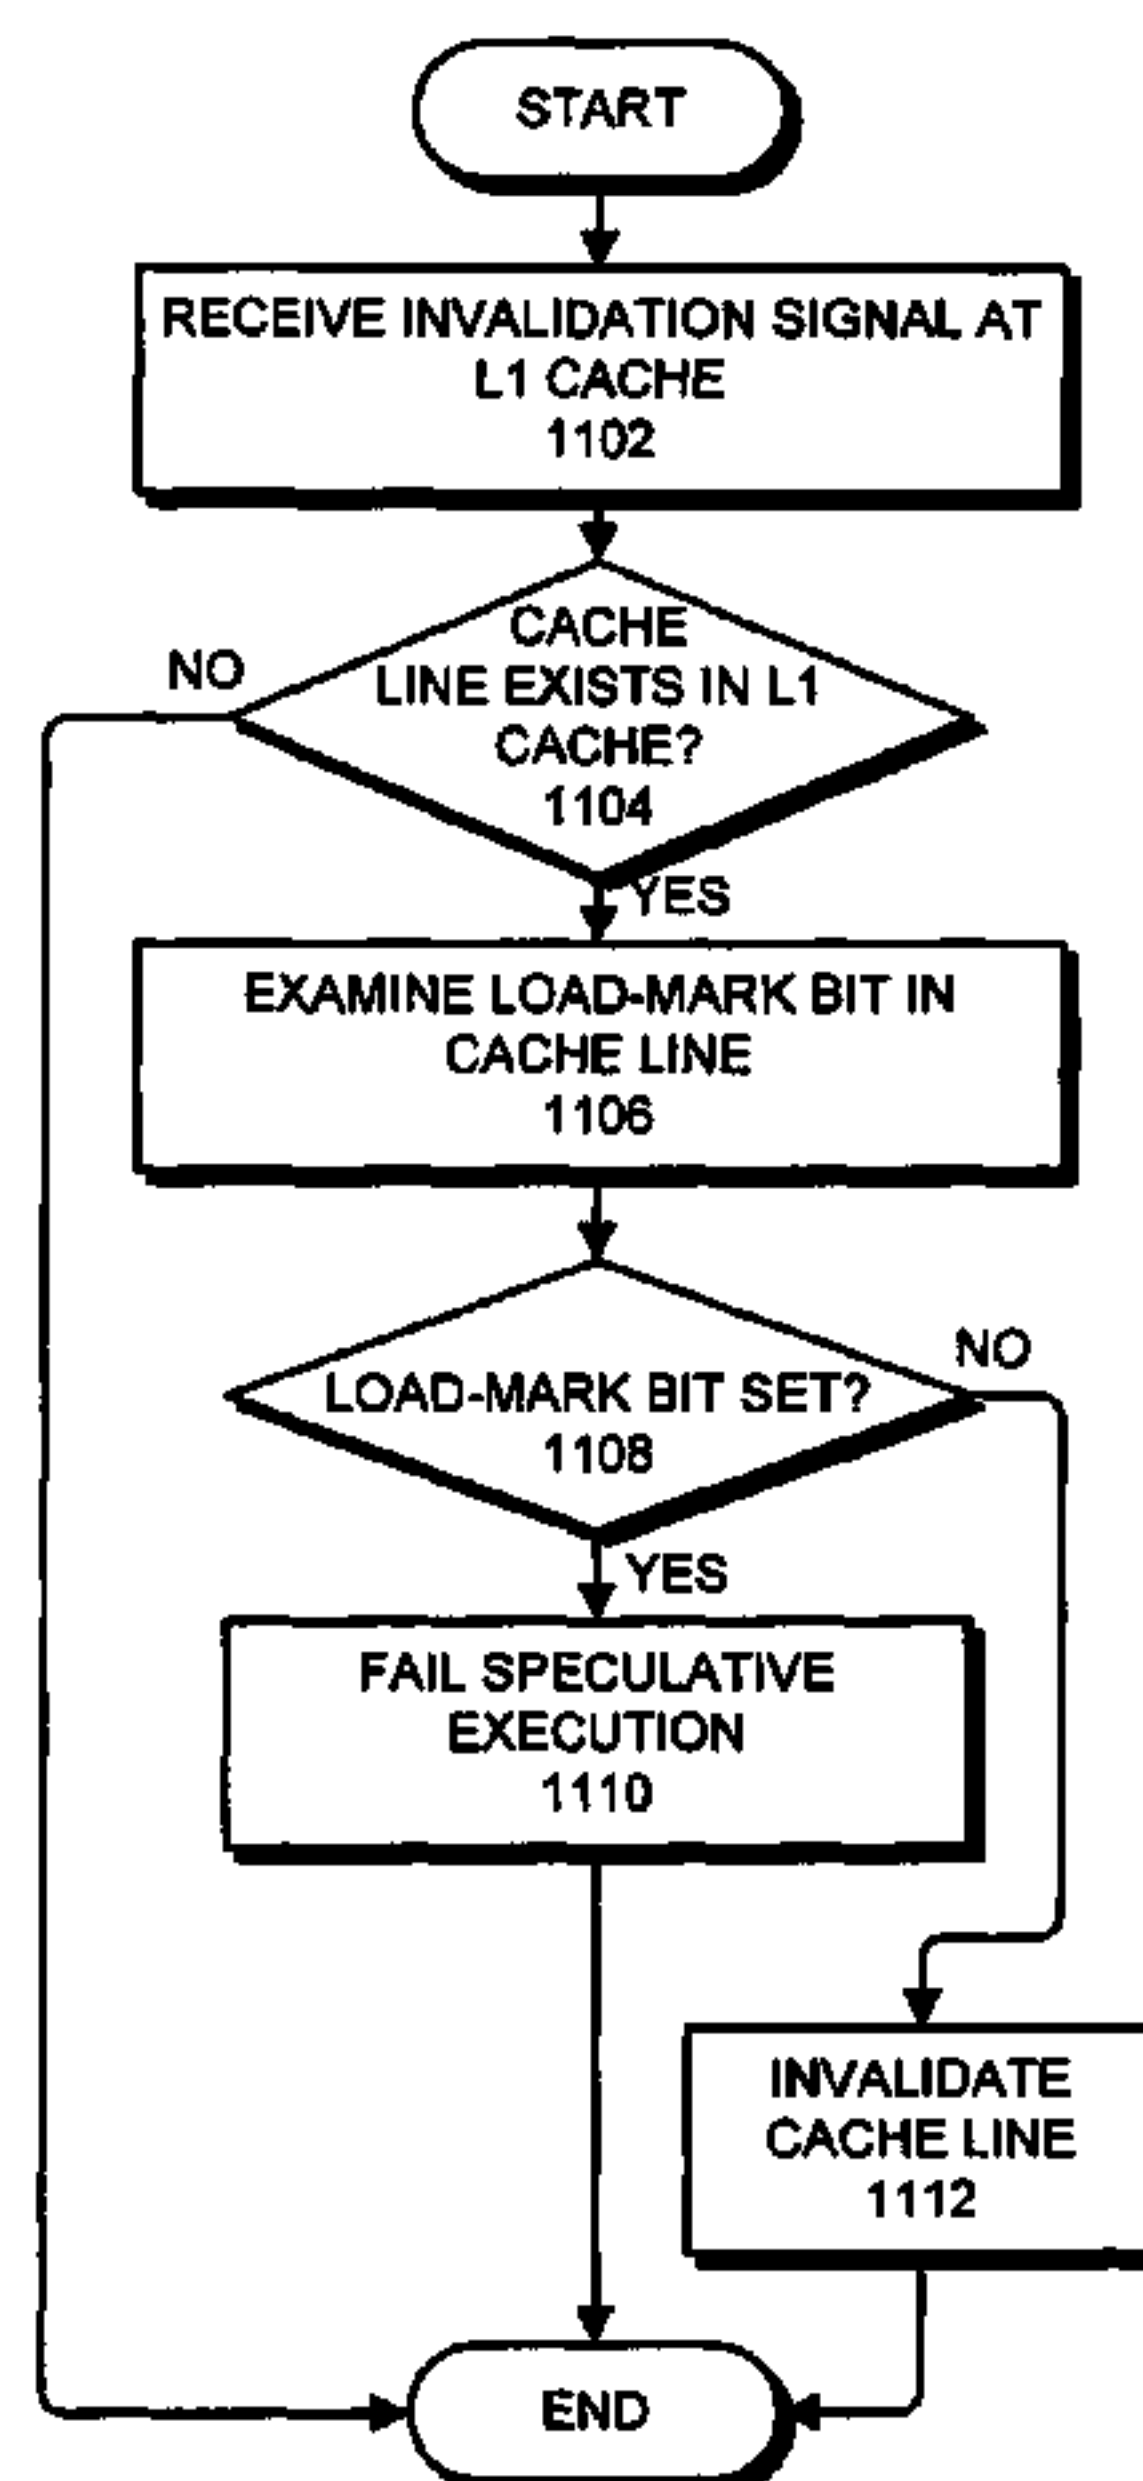 START
RECEIVE INVALIDATION SIGNAL AT
L1 CACHE
1102
CACHE
LINE EXISTS IN L1
CACHE?
1104
NO
YES
EXAMINE LOAD-MARK BIT IN
CACHE LINE
1106
LOAD-MARK BIT SET?
1108
NO
YES
FAIL SPECULATIVE
EXECUTION
1110
INVALIDATE
CACHE LINE
1112
END